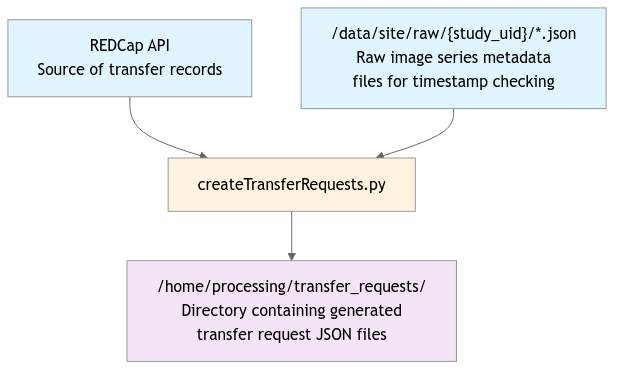 REDCap API
Source of transfer records
/data/site/raw/{study_uid}/*.json
Raw image series metadata
files for timestamp checking
createTransferRequests.py
/home/processing/transfer_requests/
Directory containing generated
transfer request JSON files